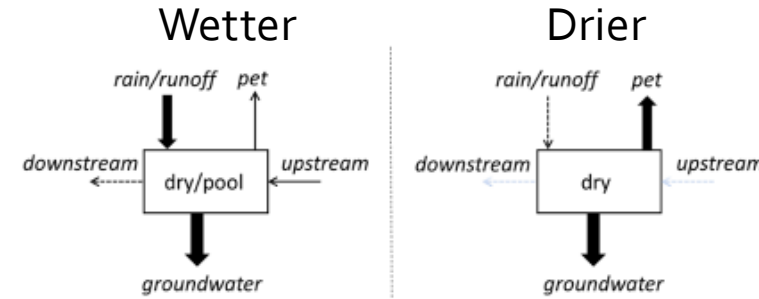 Wetter
rain/runoff pet
downstream
upstream
dry/pool
groundwater
Drier
rain/runoff pet
downstream
upstream
dry
groundwater